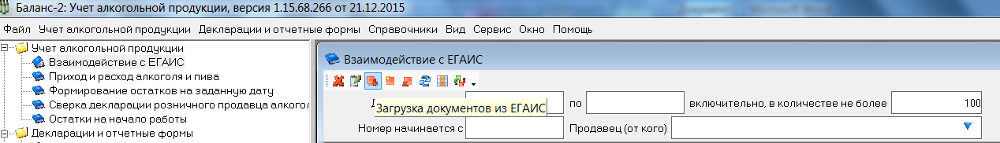 Баланс-2: Учет алкогольной продукции, версия 1.15.68.266 от 21.12.2015
Файл Учет алкогольной продукции Декларации и отчетные формы Справочники Вид Сервис Окно Помощь
Учет алкогольной продукции
Взаимодействие с ЕГАИС
Приход и расход алкоголя и пива
Формирование остатков на заданную дату
Сверка декларации розничного продавца алкогол
Остатки на начало работы
Декларации и отчетные формы
Взаимодействие с ЕГАИС
по включительно, в количестве не более 100
Загрузка документов из ЕГАИС
Номер начинается с Продавец (от кого)